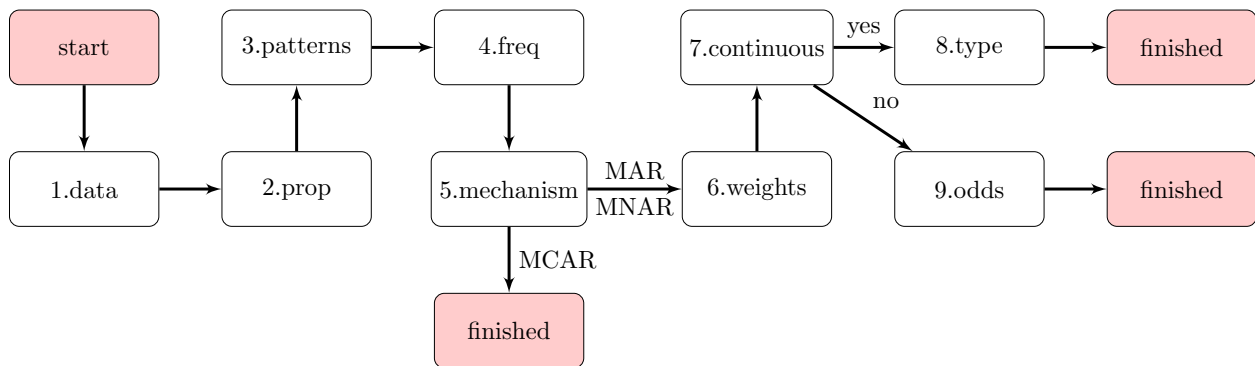 start
3.patterns
4.freq
7.continuous
yes
8.type
finished
no
1.data
2.prop
5.mechanism
MAR
MNAR
6.weights
9.odds
finished
MCAR
finished